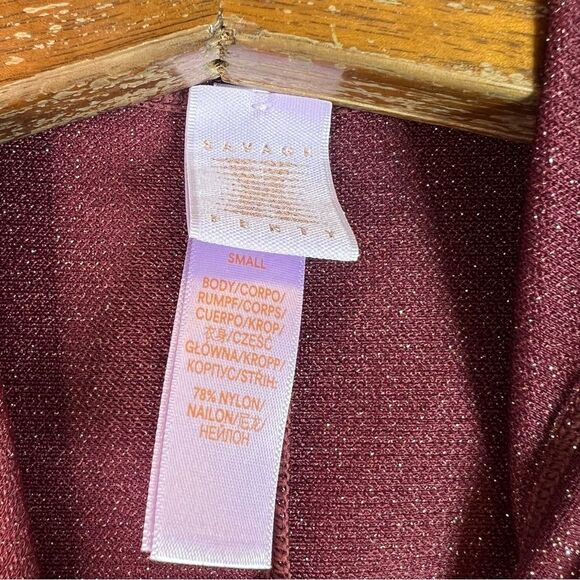 SAVAGE
FENTY
SMALL
BODY/CORPO/
RUMPF/CORPS/
CUERPO/KROP/
衣身/CZEŚĆ
GŁÓWNA/KROPP/
КОРПУС/STŘIH:
78% NYLON/
NAILON/尼龙/
НЕЙЛОН